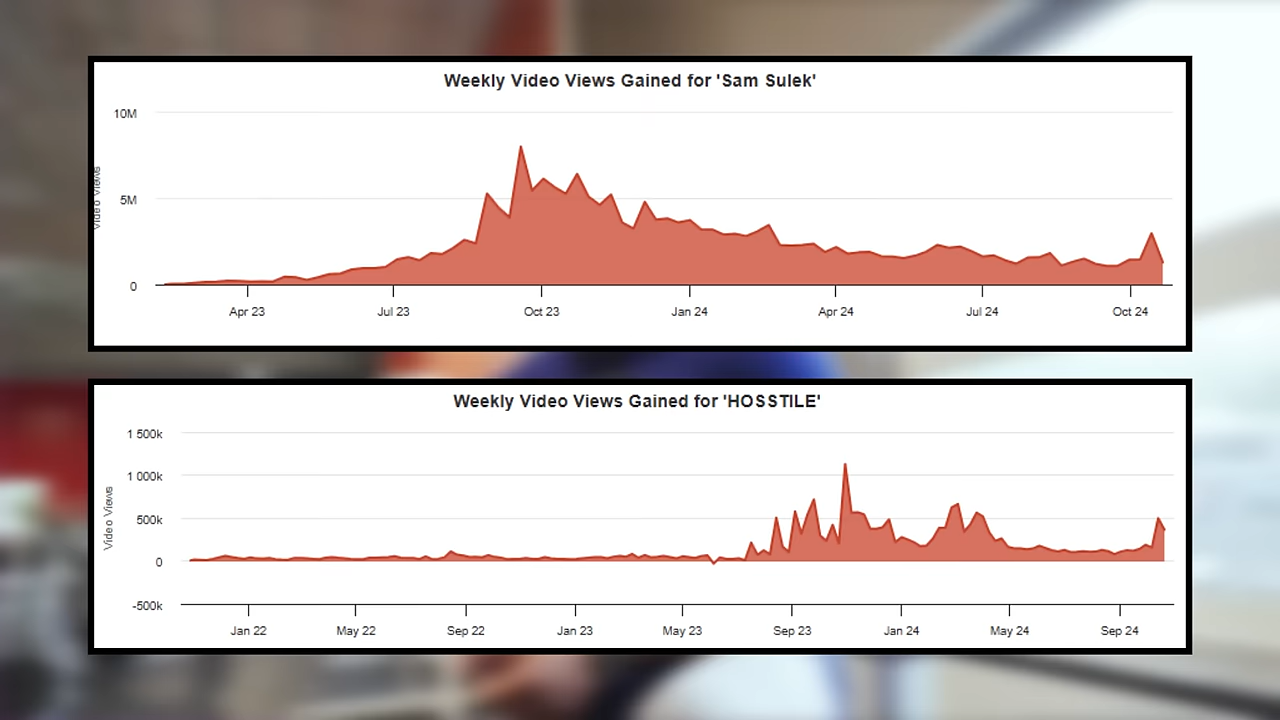 Weekly Video Views Gained for 'Sam Sulek'
10M
5M
0
Video Views
Apr 23 Jul 23 Oct 23 Jan 24 Apr 24 Jul 24 Oct 24
Weekly Video Views Gained for 'HOSSTILE'
1 500k
1 000k
500k
0
-500k
Video Views
Jan 22 May 22 Sep 22 Jan 23 May 23 Sep 23 Jan 24 May 24 Sep 24